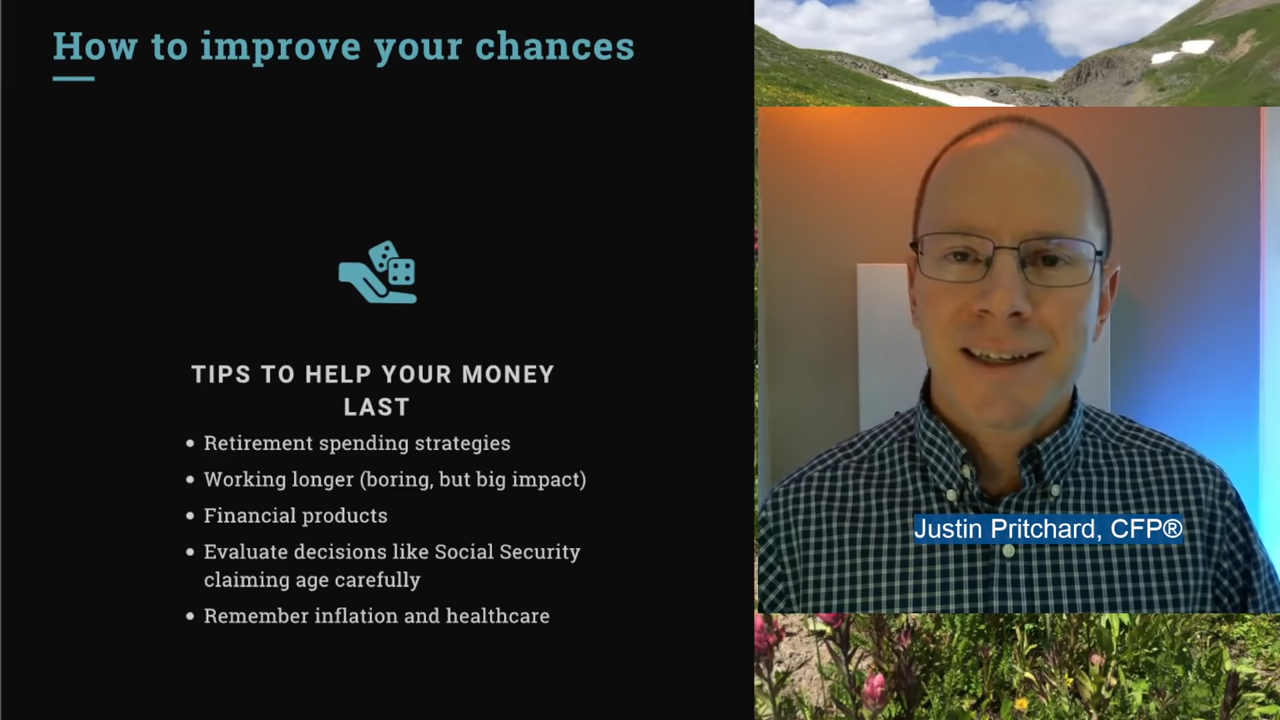 How to improve your chances
TIPS TO HELP YOUR MONEY
LAST
• Retirement spending strategies
• Working longer (boring, but big impact)
• Financial products
• Evaluate decisions like Social Security
claiming age carefully
• Remember inflation and healthcare
Justin Pritchard, CFP®